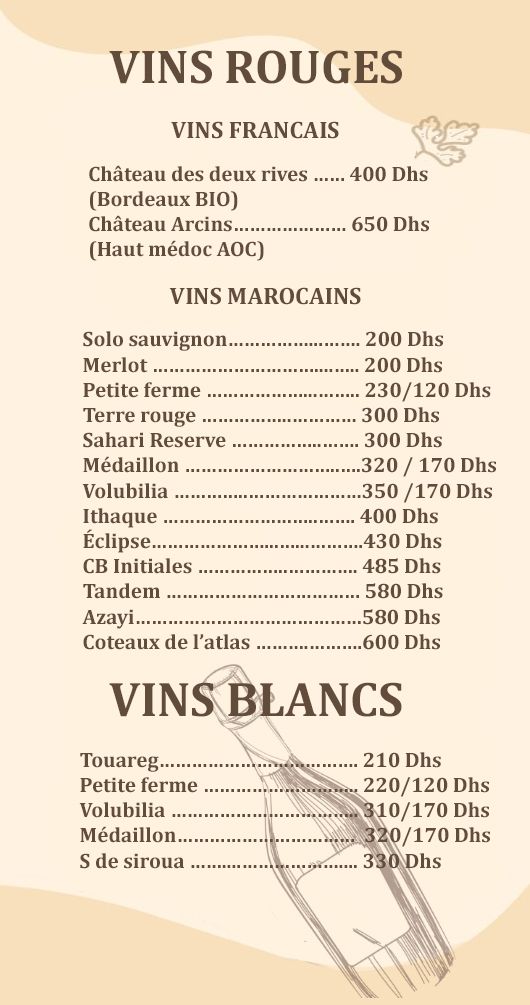 VINS ROUGES
VINS FRANCAIS
Château des deux rives ...... 400 Dhs
(Bordeaux BIO)
Château Arcins..................... 650 Dhs
(Haut médoc AOC)
VINS MAROCAINS
Solo sauvignon......................... 200 Dhs
Merlot ....................................... 200 Dhs
Petite ferme ............................. 230/120 Dhs
Terre rouge ............................. 300 Dhs
Sahari Reserve ........................ 300 Dhs
Médaillon .................................320 / 170 Dhs
Volubilia ...................................350 /170 Dhs
Ithaque .................................... 400 Dhs
Éclipse.......................................430 Dhs
CB Initiales .............................. 485 Dhs
Tandem .................................... 580 Dhs
Azayi..........................................580 Dhs
Coteaux de l’atlas ....................600 Dhs
VINS BLANCS
Touareg..................................... 210 Dhs
Petite ferme ............................. 220/120 Dhs
Volubilia ................................... 310/170 Dhs
Médaillon.................................. 320/170 Dhs
S de siroua ............................... 330 Dhs